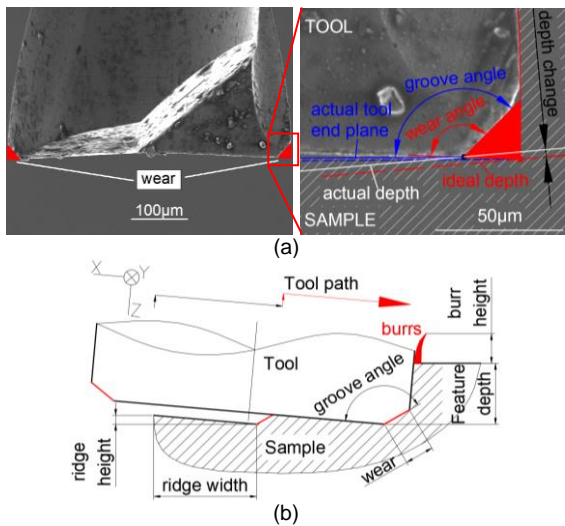 TOOL
depth change
groove angle
actual tool
end plane
wear angle
wear
actual depth
ideal depth
100µm
SAMPLE
50µm
(a)
X
Y
Z
Tool path
burr
height
burrs
Tool
groove angle
Feature
depth
ridge
height
Sample
wear
ridge width
(b)